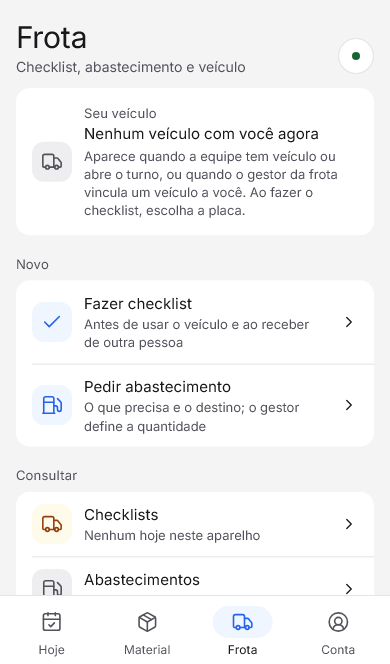 Frota
Checklist, abastecimento e veículo
Seu veículo
Nenhum veículo com você agora
Aparece quando a equipe tem veículo ou
abre o turno, ou quando o gestor da frota
vincula um veículo a você. Ao fazer o
checklist, escolha a placa.
Novo
Fazer checklist
Antes de usar o veículo e ao receber
de outra pessoa
Pedir abastecimento
O que precisa e o destino; o gestor
define a quantidade
Consultar
Checklists
Nenhum hoje neste aparelho
Abastecimentos
Hoje
Material
Frota
Conta